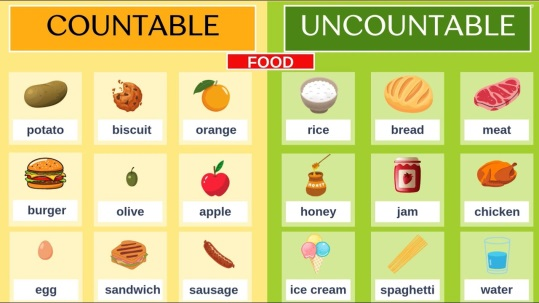 COUNTABLE
UNCOUNTABLE
FOOD
potato
biscuit
orange
rice
bread
meat
burger
olive
apple
honey
jam
chicken
egg
sandwich
sausage
ice cream
spaghetti
water